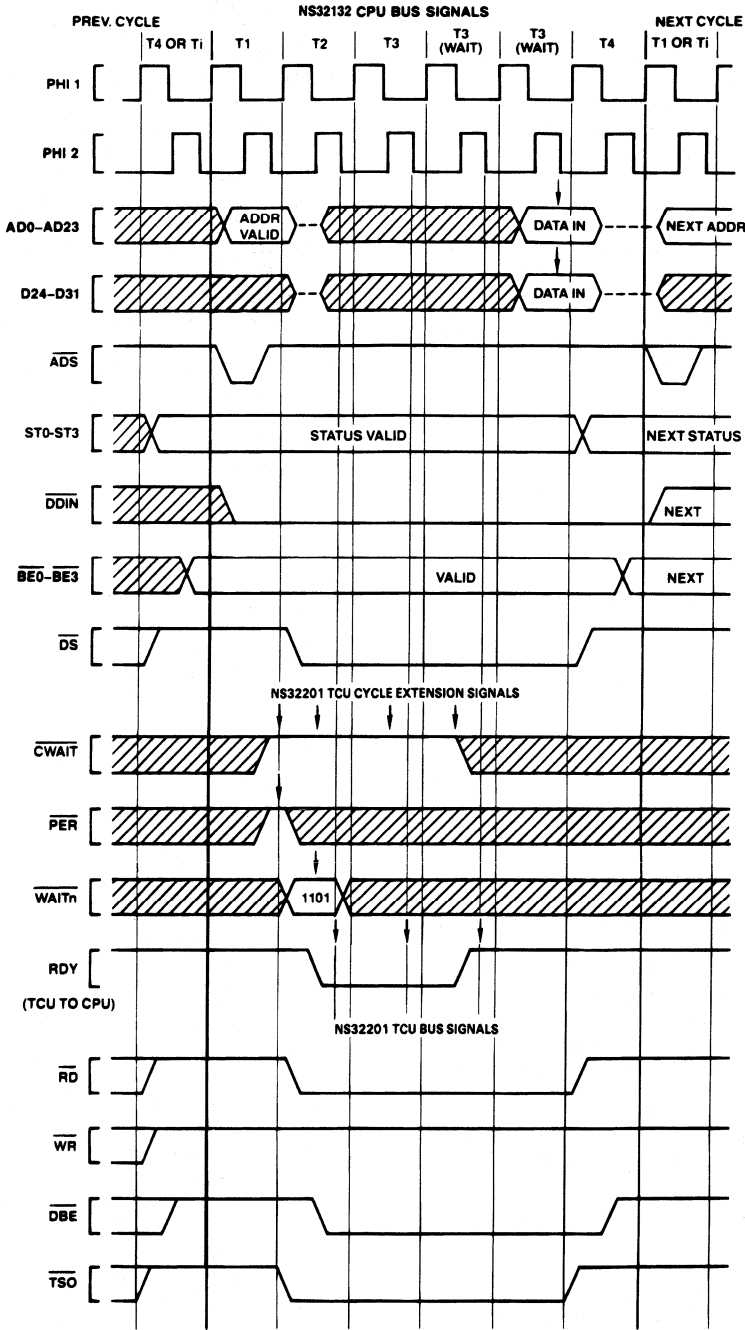 NS32132 CPU BUS SIGNALS
PREV. CYCLE
NEXT CYCLE
T4 OR Ti
T1
T2
T3
T3
(WAIT)
T3
(WAIT)
T4
T1 OR Ti
PHI 1
PHI 2
AD0–AD23
ADDR
VALID
DATA IN
NEXT ADDR
D24–D31
DATA IN
ADS
ST0-ST3
STATUS VALID
NEXT STATUS
DDIN
NEXT
BE0–BE3
VALID
NEXT
DS
NS32201 TCU CYCLE EXTENSION SIGNALS
CWAIT
PER
WAITn
1101
RDY
(TCU TO CPU)
NS32201 TCU BUS SIGNALS
RD
WR
DBE
TSO